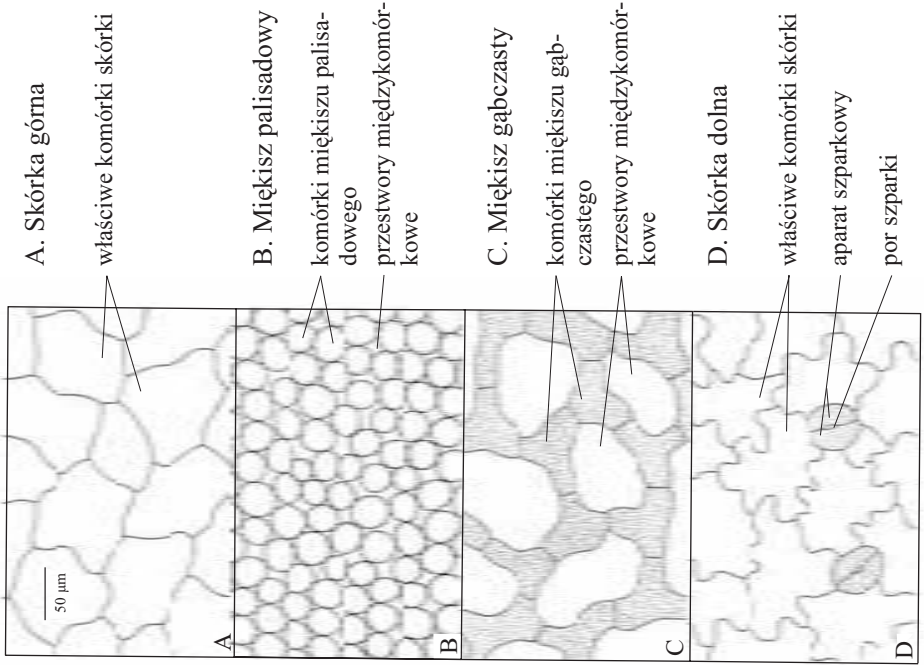 A. Skórka górna
właściwe komórki skórki
B. Miękisz palisadowy
komórki miękiszu palisa-
dowego
przestwory międzykomór-
kowe
C. Miękisz gąbczasty
komórki miękiszu gąb-
czastego
przestwory międzykomór-
kowe
D. Skórka dolna
właściwe komórki skórki
aparat szparkowy
por szparki
50 µm
A
B
C
D